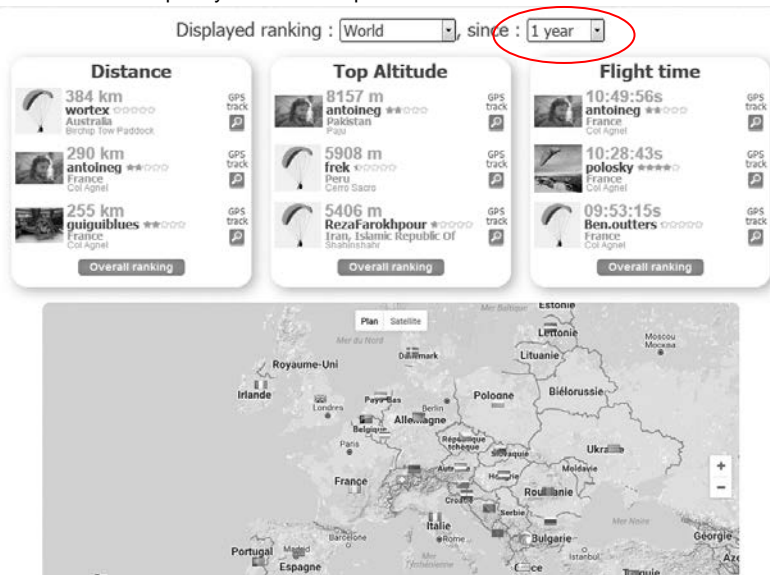 Displayed ranking : World , since : 1 year
Distance
384 km
GPS track
wortex
Australia
Birchip Tow Paddock
290 km
GPS track
antoineg
France
Col Agnel
255 km
GPS track
guiguiblues
France
Col Agnel
Overall ranking
Top Altitude
8157 m
GPS track
antoineg
Pakistan
Paju
5908 m
GPS track
frek
Peru
Cerro Sacro
5406 m
GPS track
RezaFarokhpour
Iran, Islamic Republic Of
Shahinshahr
Overall ranking
Flight time
10:49:56s
GPS track
antoineg
France
Col Agnel
10:28:43s
GPS track
polosky
France
Col Agnel
09:53:15s
GPS track
Ben.outters
France
Col Agnel
Overall ranking
Plan Satellite
Mer Baltique
Estonie
Mer du Nord
Lettonie
Moscou
Москва
Danemark
Lituanie
Royaume-Uni
Irlande
Londres
Pays-Bas
Berlin
Pologne
Biélorussie
Allemagne
Belgique
Paris
République tchèque
Slovaquie
Ukraine
Moldavie
France
Autriche
Hongrie
Roumanie
Croatie
Serbie
Italie
Mer Noire
Barcelone
Rome
Bulgarie
Géorgie
Portugal
Madrid
Istanbul
Espagne
Mer Tyrrhénienne
Grèce
Turquie
+
−